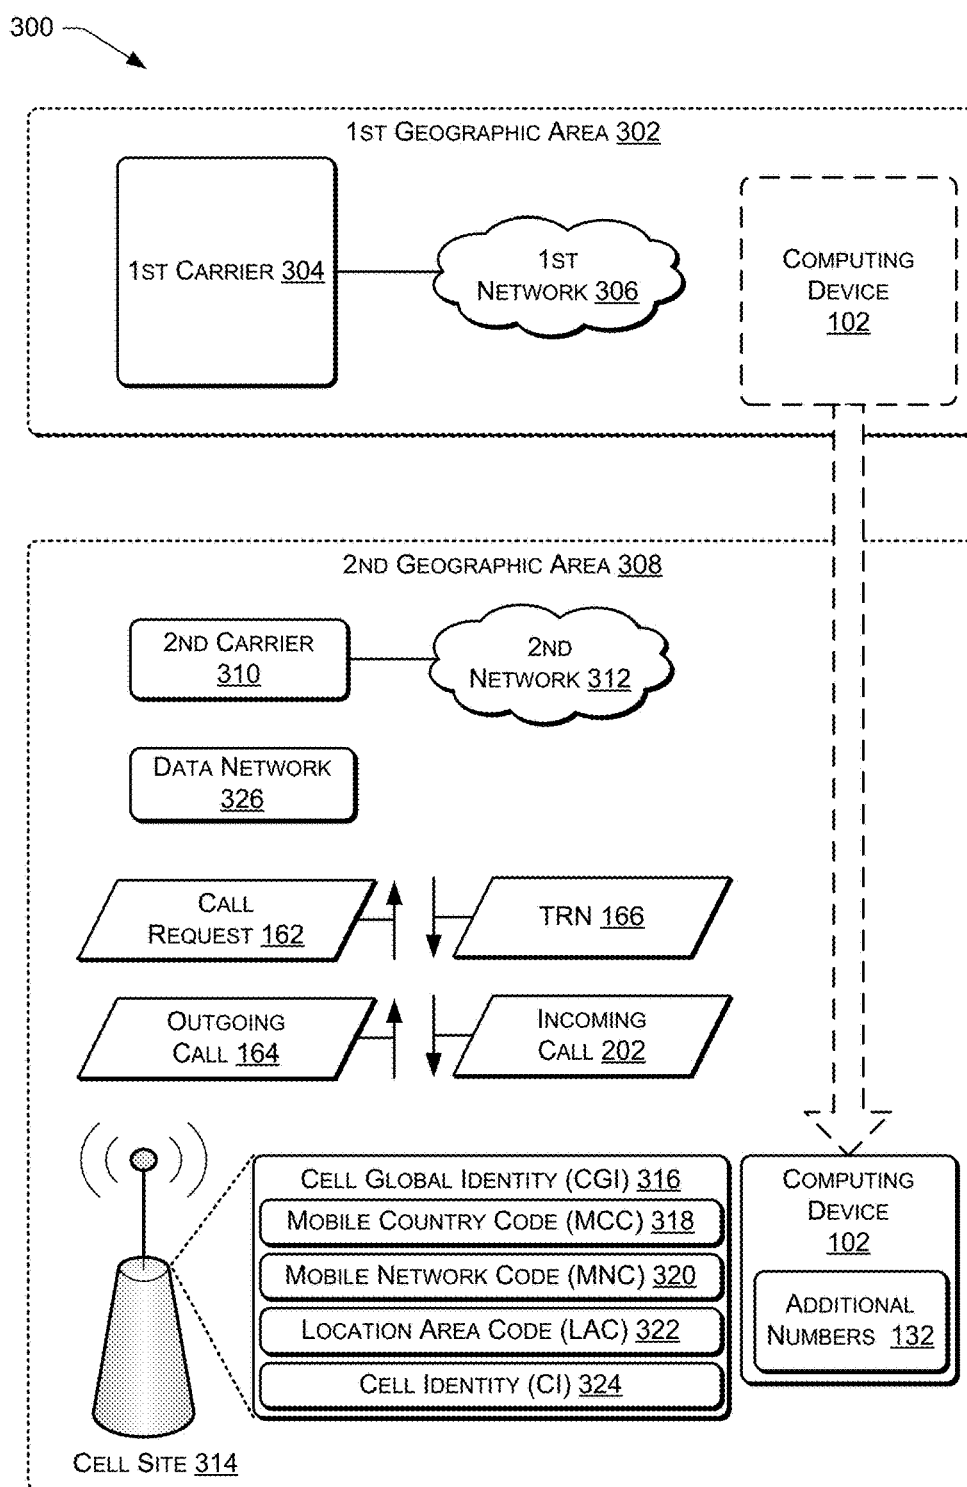 300
1ST GEOGRAPHIC AREA 302
1ST CARRIER 304
1ST
NETWORK 306
COMPUTING
DEVICE
102
2ND GEOGRAPHIC AREA 308
2ND CARRIER
310
2ND
NETWORK 312
DATA NETWORK
326
CALL
REQUEST 162
TRN 166
OUTGOING
CALL 164
INCOMING
CALL 202
CELL GLOBAL IDENTITY (CGI) 316
MOBILE COUNTRY CODE (MCC) 318
MOBILE NETWORK CODE (MNC) 320
LOCATION AREA CODE (LAC) 322
CELL IDENTITY (CI) 324
COMPUTING
DEVICE
102
ADDITIONAL
NUMBERS 132
CELL SITE 314